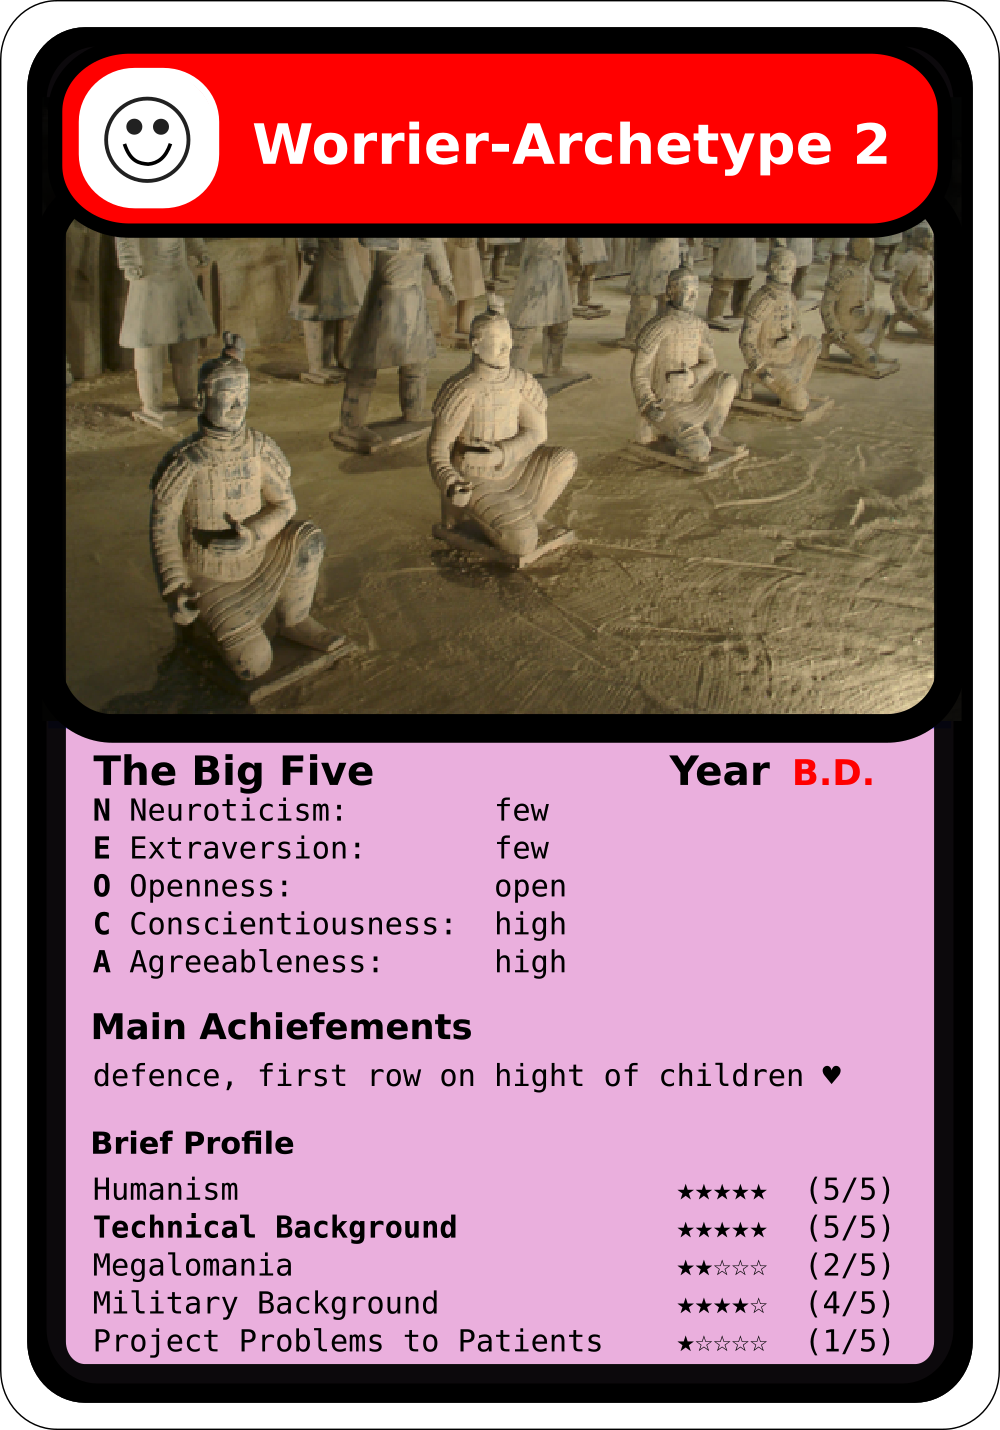 Worrier-Archetype 2
The Big Five Year B.D.
N Neuroticism: few
E Extraversion: few
O Openness: open
C Conscientiousness: high
A Agreeableness: high
Main Achiefements
defence, first row on hight of children ♥
Brief Profile
Humanism ★★★★★ (5/5)
Technical Background ★★★★★ (5/5)
Megalomania ★★☆☆☆ (2/5)
Military Background ★★★★☆ (4/5)
Project Problems to Patients ★☆☆☆☆ (1/5)